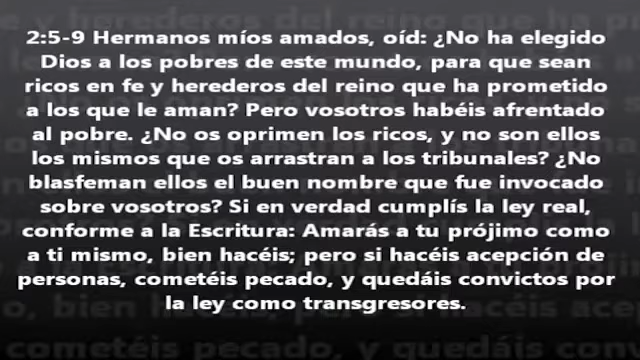 2:5-9 Hermanos míos amados, oíd: ¿No ha elegido
Dios a los pobres de este mundo, para que sean
ricos en fe y herederos del reino que ha prometido
a los que le aman? Pero vosotros habéis afrentado
al pobre. ¿No os oprimen los ricos, y no son ellos
los mismos que os arrastran a los tribunales? ¿No
blasfeman ellos el buen nombre que fue invocado
sobre vosotros? Si en verdad cumplís la ley real,
conforme a la Escritura: Amarás a tu prójimo como
a ti mismo, bien hacéis; pero si hacéis acepción de
personas, cometéis pecado, y quedáis convictos por
la ley como transgresores.